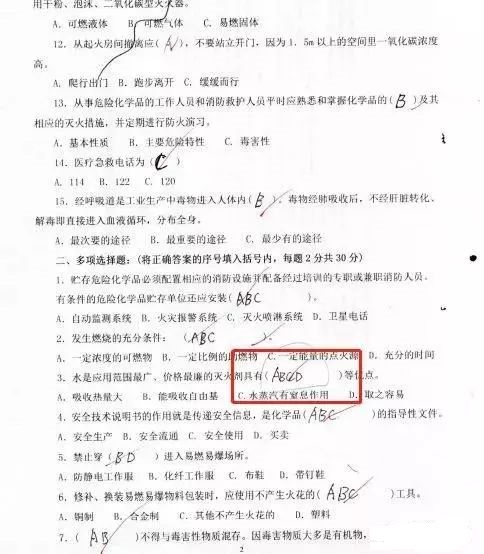 用干粉、泡沫、二氧化碳型灭火器。
A. 可燃液体 B. 可燃气体 C. 易燃固体
12. 从起火房间撤离应( A ),不要站立开门,因为1. 5m以上的空间里一氧化碳浓度
高。
A. 爬行出门 B. 跑步离开 C. 缓缓而行
13. 从事危险化学品的工作人员和消防救护人员平时应熟悉和掌握化学品的( B )及其
相应的灭火措施,并定期进行防火演习。
A. 基本性质 B. 主要危险特性 C. 毒害性
14. 医疗急救电话为( C )
A. 114 B. 122 C. 120
15. 经呼吸道是工业生产中毒物进入人体内( B )。毒物经肺吸收后,不经肝脏转化、
解毒即直接进入血液循环,分布全身。
A. 最次要的途径 B. 最重要的途径 C. 最少有的途径
二、多项选择题:(将正确答案的序号填入括号内,每题2分共30分)
1. 贮存危险化学品必须配置相应的消防设施并配备经过培训的专职或兼职消防人员。
有条件的危险化学品贮存单位还应安装( ABC )。
A. 自动监测系统 B. 火灾报警系统 C. 灭火喷淋系统 D. 卫星电话
2. 发生燃烧的充分条件: ( ABC )。
A. 一定浓度的可燃物 B. 一定比例的助燃物 C. 一定能量的点火源 D. 充分的时间
3. 水是应用范围最广、价格最廉的灭火剂具有( ABCD )等优点。
A. 吸收热量大 B. 能吸收自由基 C. 水蒸汽有窒息作用 D. 取之容易
4. 安全技术说明书的作用就是传递安全信息,是化学品( ABC )的指导性文件。
A. 安全生产 B. 安全流通 C. 安全使用 D. 买卖
5. 禁止穿( BD )进入易燃易爆场所。
A. 防静电工作服 B. 化纤工作服 C. 布鞋 D. 带钉鞋
6. 修补、换装易燃易爆物料包装时,应使用不产生火花的( ABC )工具。
A. 铜制 B. 合金制 C. 其他不产生火花的 D. 塑料
7. ( AB )不得与毒害性物质混存。因毒害物质大多是有机物,
2